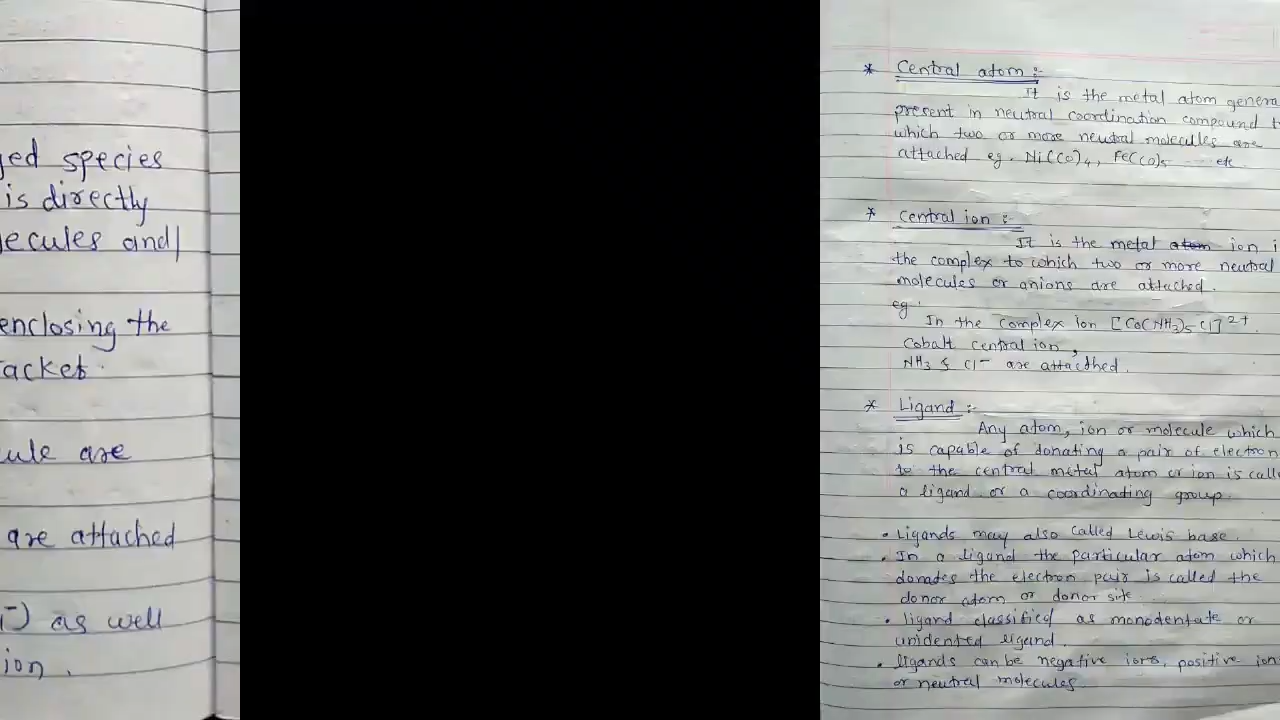 ged species
is directly
lecules and
enclosing the
acket.
ule are
are attached
as well
ion.
* Central atom :-
It is the metal atom genera
present in neutral coordination compound t
which two or more neutral molecules are
attached eg. Ni(CO)4, Fe(CO)5 ... etc
* Central ion :-
It is the metal atom ion i
the complex to which two or more neutral
molecules or anions are attached.
eg.
In the complex ion [Co(NH3)5 Cl]2+.
Cobalt central ion,
NH3 & Cl- are attacthed.
* Ligand :-
Any atom, ion or molecule which
is capable of donating a pair of electron
to the central metal atom or ion is calle
a ligand or a coordinating group.
• Ligands may also called Lewis base.
• In a ligand the particular atom which
donates the electron pair is called the
donor atom or donor site.
• ligand classified as monodentate or
unidented ligand.
• ligands can be negative ions, positive ion
or neutral molecules.